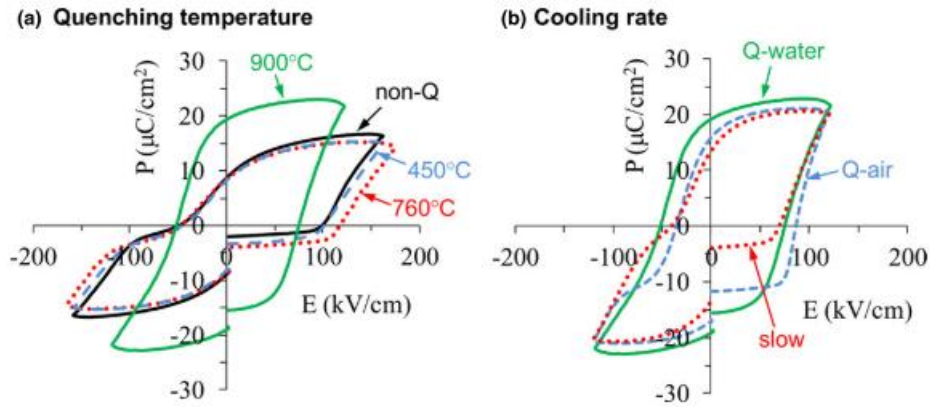 (a) Quenching temperature
P (μC/cm²)
30
20
10
0
-10
-20
-30
-200
-100
0
100
200
E (kV/cm)
900°C
non-Q
450°C
760°C
(b) Cooling rate
P (μC/cm²)
30
20
10
0
-10
-20
-30
-200
-100
0
100
200
E (kV/cm)
Q-water
Q-air
slow